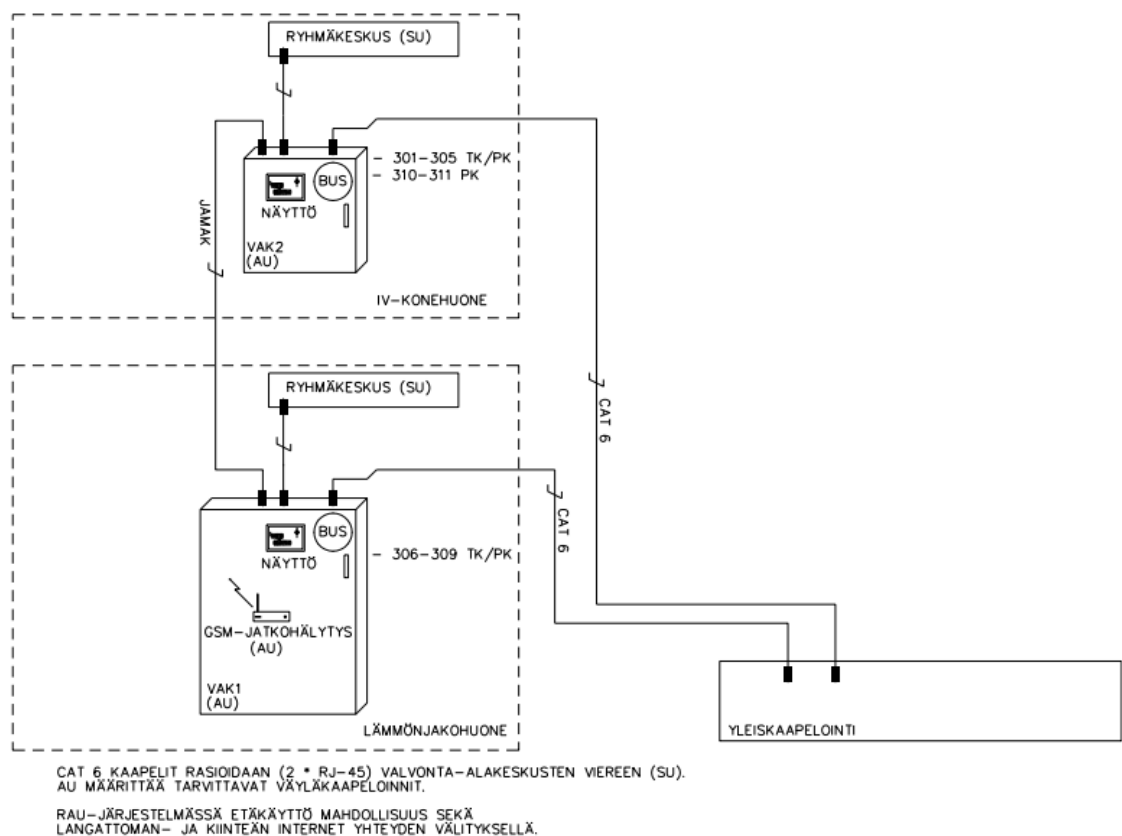 RYHMÄKESKUS (SU)
BUS
- 301-305 TK/PK
- 310-311 PK
NÄYTTÖ
JAMAK
VAK2
(AU)
IV-KONEHUONE
RYHMÄKESKUS (SU)
CAT 6
CAT 6
BUS
NÄYTTÖ
- 306-309 TK/PK
GSM-JATKOHÄLYTYS
(AU)
VAK1
(AU)
LÄMMÖNJAKOHUONE
YLEISKAAPELOINTI
CAT 6 KAAPELIT RASIOIDAAN (2 * RJ-45) VALVONTA-ALAKESKUSTEN VIEREEN (SU).
AU MÄÄRITTÄÄ TARVITTAVAT VÄYLÄKAAPELOINNIT.
RAU-JÄRJESTELMÄSSÄ ETÄKÄYTTÖ MAHDOLLISUUS SEKÄ
LANGATTOMAN- JA KIINTEÄN INTERNET YHTEYDEN VÄLITYKSELLÄ.